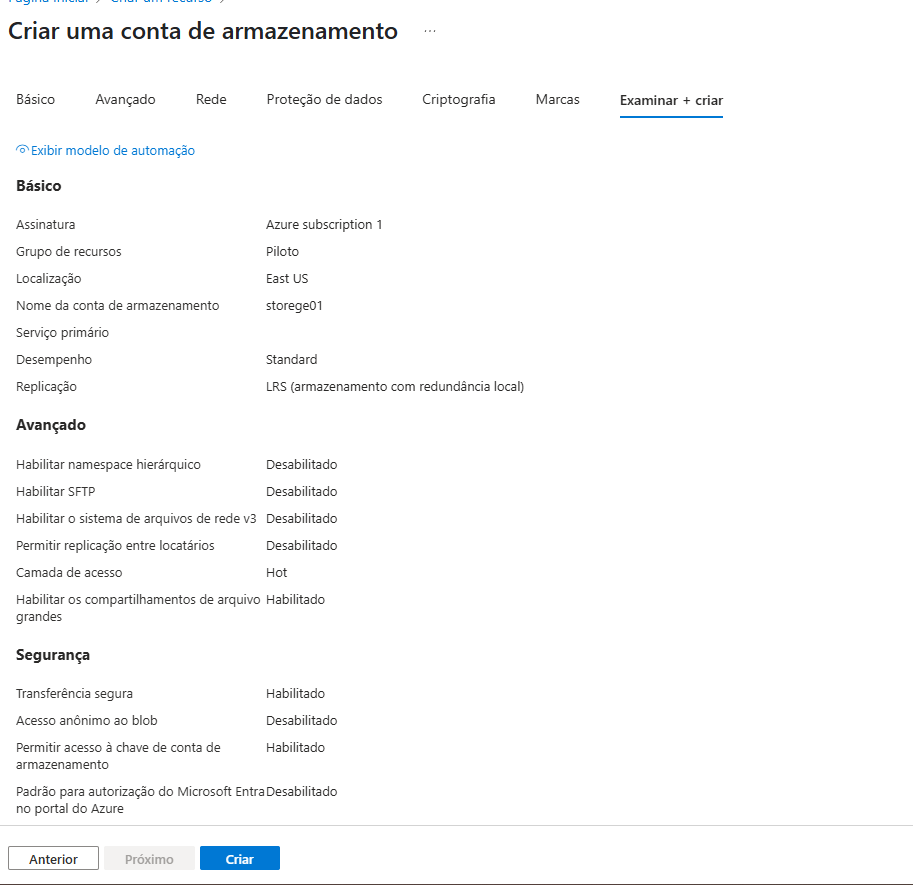 Página inicial > Criar um recurso >
Criar uma conta de armazenamento ...
Básico Avançado Rede Proteção de dados Criptografia Marcas Examinar + criar
Exibir modelo de automação
Básico
Assinatura Azure subscription 1
Grupo de recursos Piloto
Localização East US
Nome da conta de armazenamento storege01
Serviço primário
Desempenho Standard
Replicação LRS (armazenamento com redundância local)
Avançado
Habilitar namespace hierárquico Desabilitado
Habilitar SFTP Desabilitado
Habilitar o sistema de arquivos de rede v3 Desabilitado
Permitir replicação entre locatários Desabilitado
Camada de acesso Hot
Habilitar os compartilhamentos de arquivo Habilitado
grandes
Segurança
Transferência segura Habilitado
Acesso anônimo ao blob Desabilitado
Permitir acesso à chave de conta de Habilitado
armazenamento
Padrão para autorização do Microsoft Entra Desabilitado
no portal do Azure
Anterior Próximo Criar